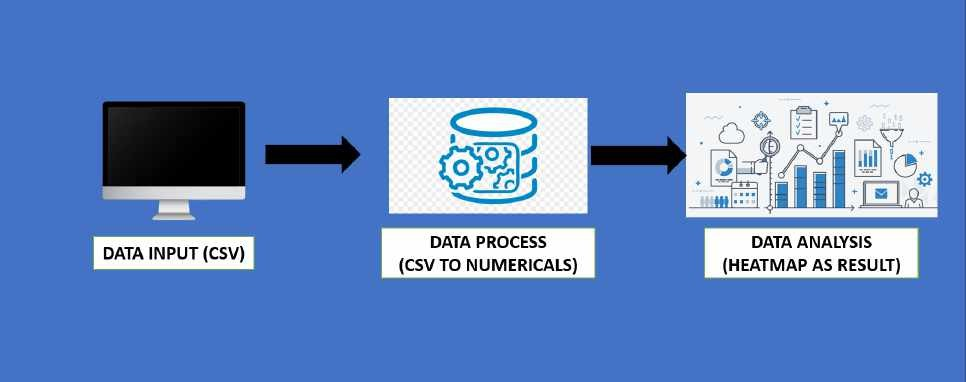 DATA INPUT (CSV)
DATA PROCESS
(CSV TO NUMERICALS)
DATA ANALYSIS
(HEATMAP AS RESULT)